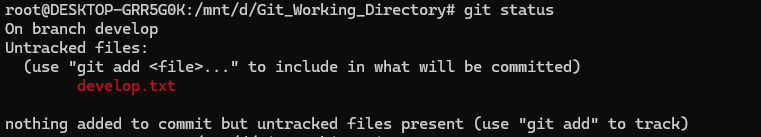 root@DESKTOP-GRR5G0K:/mnt/d/Git_Working_Directory# git status
On branch develop
Untracked files:
  (use "git add <file>..." to include in what will be committed)
        develop.txt

nothing added to commit but untracked files present (use "git add" to track)